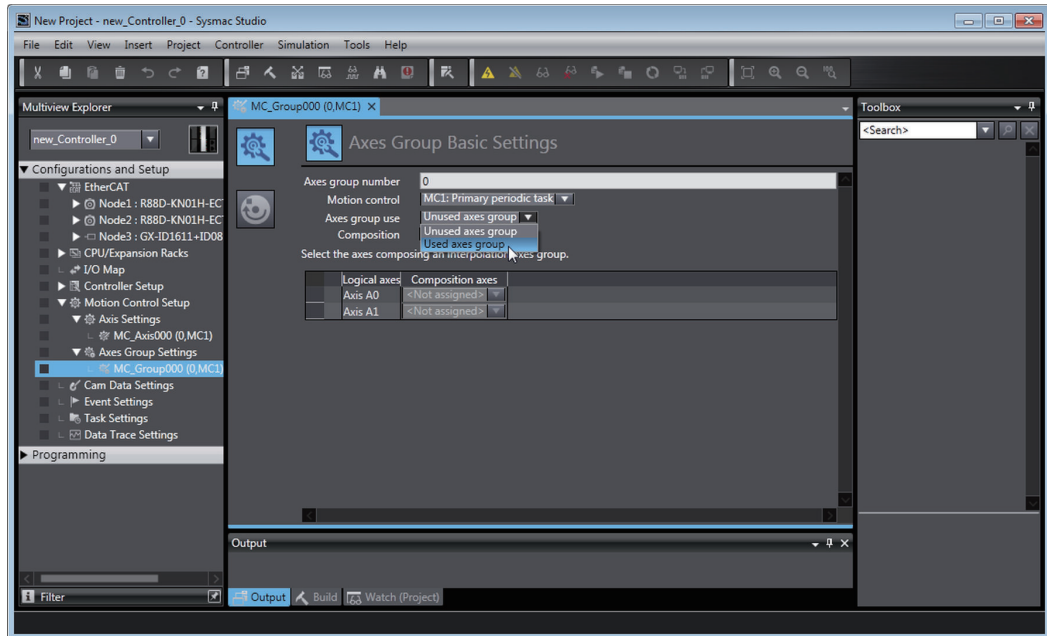 New Project - new_Controller_0 - Sysmac Studio
File Edit View Insert Project Controller Simulation Tools Help
Multiview Explorer
new_Controller_0
Configurations and Setup
EtherCAT
Node1 : R88D-KN01H-EC
Node2 : R88D-KN01H-EC
Node3 : GX-ID1611+ID08
CPU/Expansion Racks
I/O Map
Controller Setup
Motion Control Setup
Axis Settings
MC_Axis000 (0,MC1)
Axes Group Settings
MC_Group000 (0,MC1)
Cam Data Settings
Event Settings
Task Settings
Data Trace Settings
Programming
Filter
MC_Group000 (0,MC1)
Axes Group Basic Settings
Axes group number 0
Motion control MC1: Primary periodic task
Axes group use Unused axes group
Unused axes group
Composition
Used axes group
Select the axes composing an interpolation axes group.
Logical axes Composition axes
Axis A0 <Not assigned>
Axis A1 <Not assigned>
Output
Output Build Watch (Project)
Toolbox
<Search>